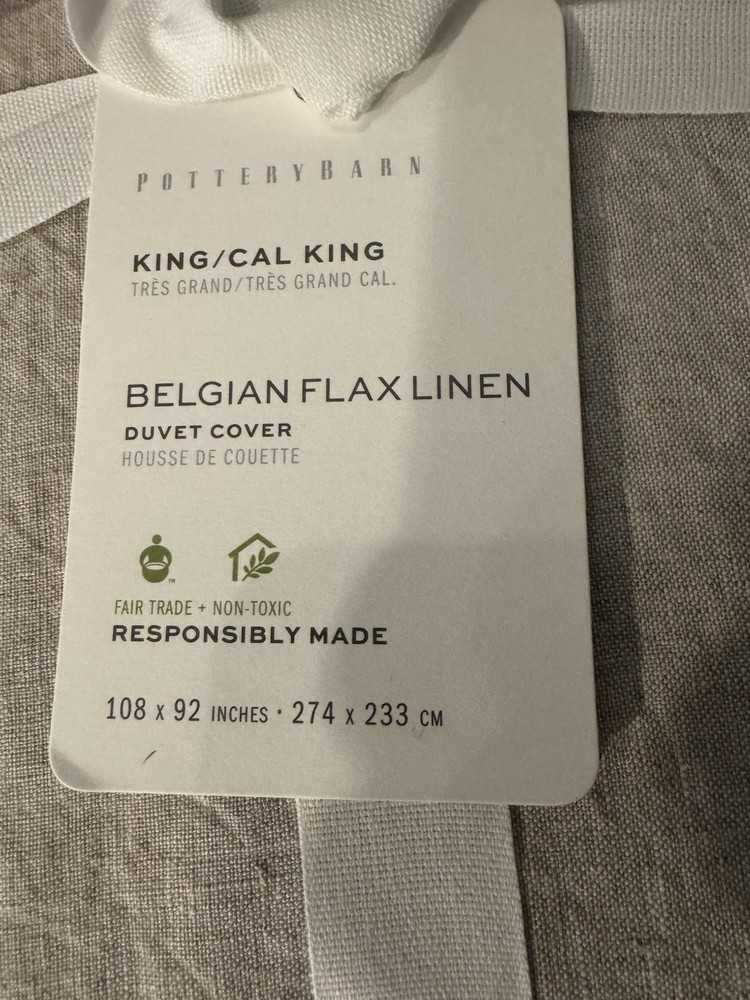 POTTERYBARN
KING/CAL KING
TRÈS GRAND/TRÈS GRAND CAL.
BELGIAN FLAX LINEN
DUVET COVER
HOUSSE DE COUETTE
™
FAIR TRADE + NON-TOXIC
RESPONSIBLY MADE
108 x 92 INCHES · 274 x 233 CM